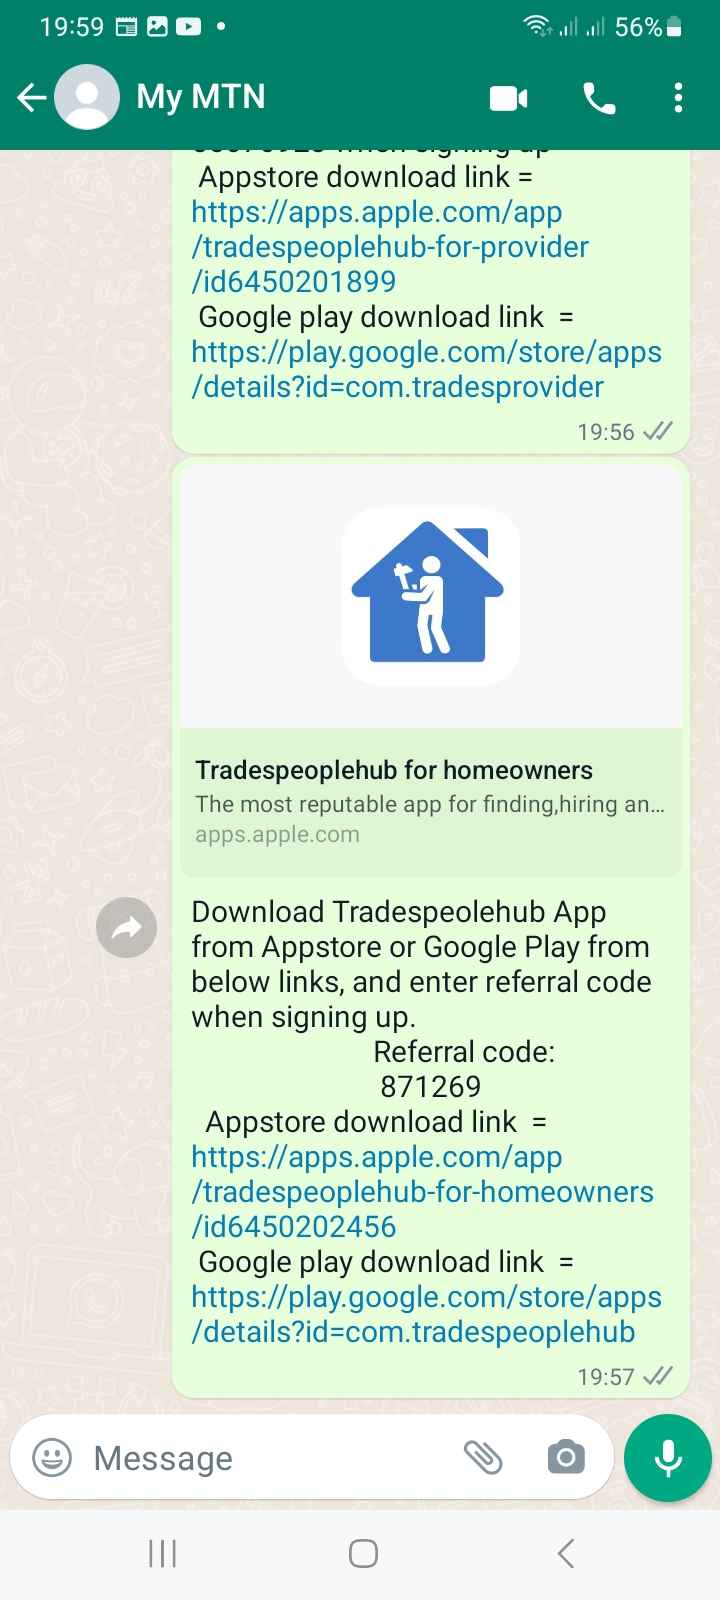 19:59
56%
My MTN
when signing up
Appstore download link =
https://apps.apple.com/app
/tradespeoplehub-for-provider
/id6450201899
Google play download link =
https://play.google.com/store/apps
/details?id=com.tradesprovider
19:56
Tradespeoplehub for homeowners
The most reputable app for finding,hiring an...
apps.apple.com
Download Tradespeolehub App
from Appstore or Google Play from
below links, and enter referral code
when signing up.
Referral code:
871269
Appstore download link =
https://apps.apple.com/app
/tradespeoplehub-for-homeowners
/id6450202456
Google play download link =
https://play.google.com/store/apps
/details?id=com.tradespeoplehub
19:57
Message